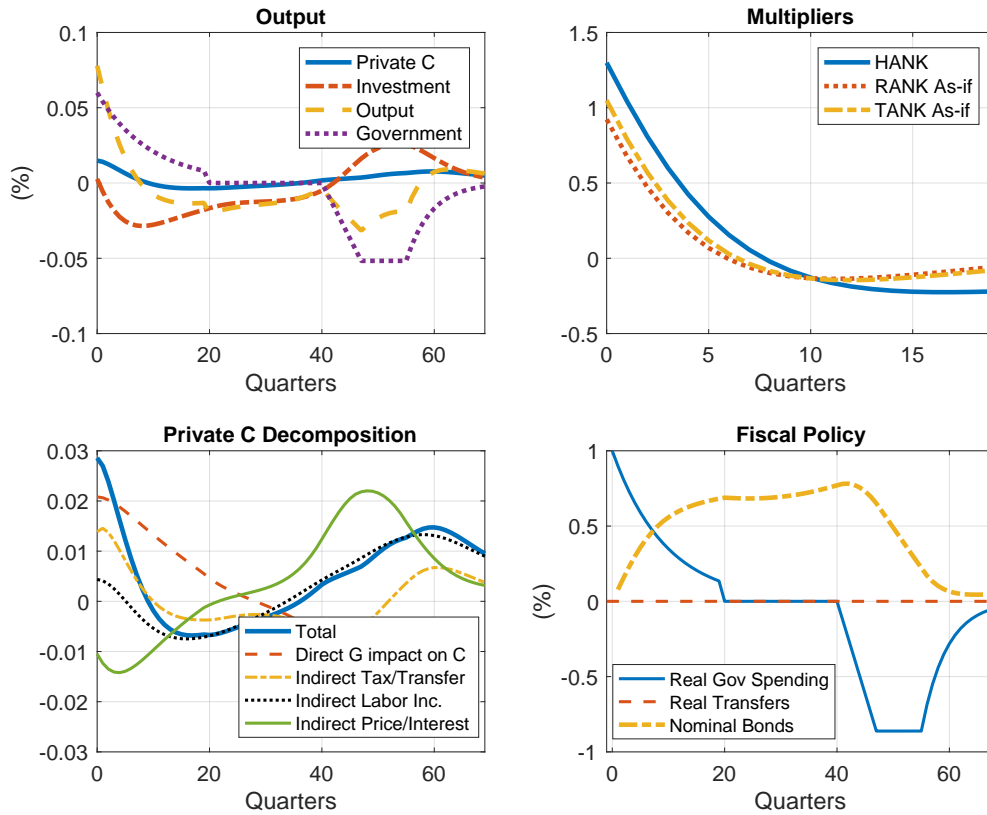 Output
0.1
0.05
0
-0.05
-0.1
(%)
0 20 40 60
Quarters
Private C
Investment
Output
Government
Multipliers
1.5
1
0.5
0
-0.5
0 5 10 15
Quarters
HANK
RANK As-if
TANK As-if
Private C Decomposition
0.03
0.02
0.01
0
-0.01
-0.02
-0.03
0 20 40 60
Quarters
Total
Direct G impact on C
Indirect Tax/Transfer
Indirect Labor Inc.
Indirect Price/Interest
Fiscal Policy
1
0.5
0
-0.5
-1
(%)
0 20 40 60
Quarters
Real Gov Spending
Real Transfers
Nominal Bonds